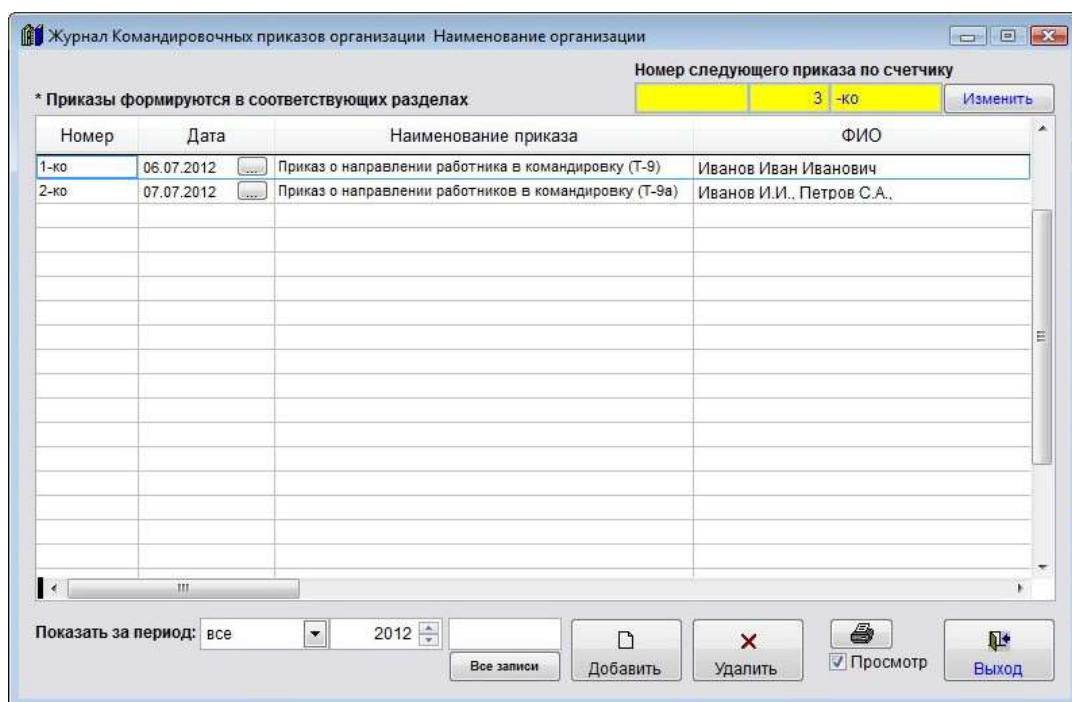 Журнал Командировочных приказов организации Наименование организации
Номер следующего приказа по счетчику
* Приказы формируются в соответствующих разделах 3 -ко Изменить
Номер Дата Наименование приказа ФИО
1-ко 06.07.2012 ... Приказ о направлении работника в командировку (Т-9) Иванов Иван Иванович
2-ко 07.07.2012 ... Приказ о направлении работников в командировку (Т-9а) Иванов И.И., Петров С.А.,
Показать за период: все 2012
Все записи Добавить Удалить Просмотр Выход